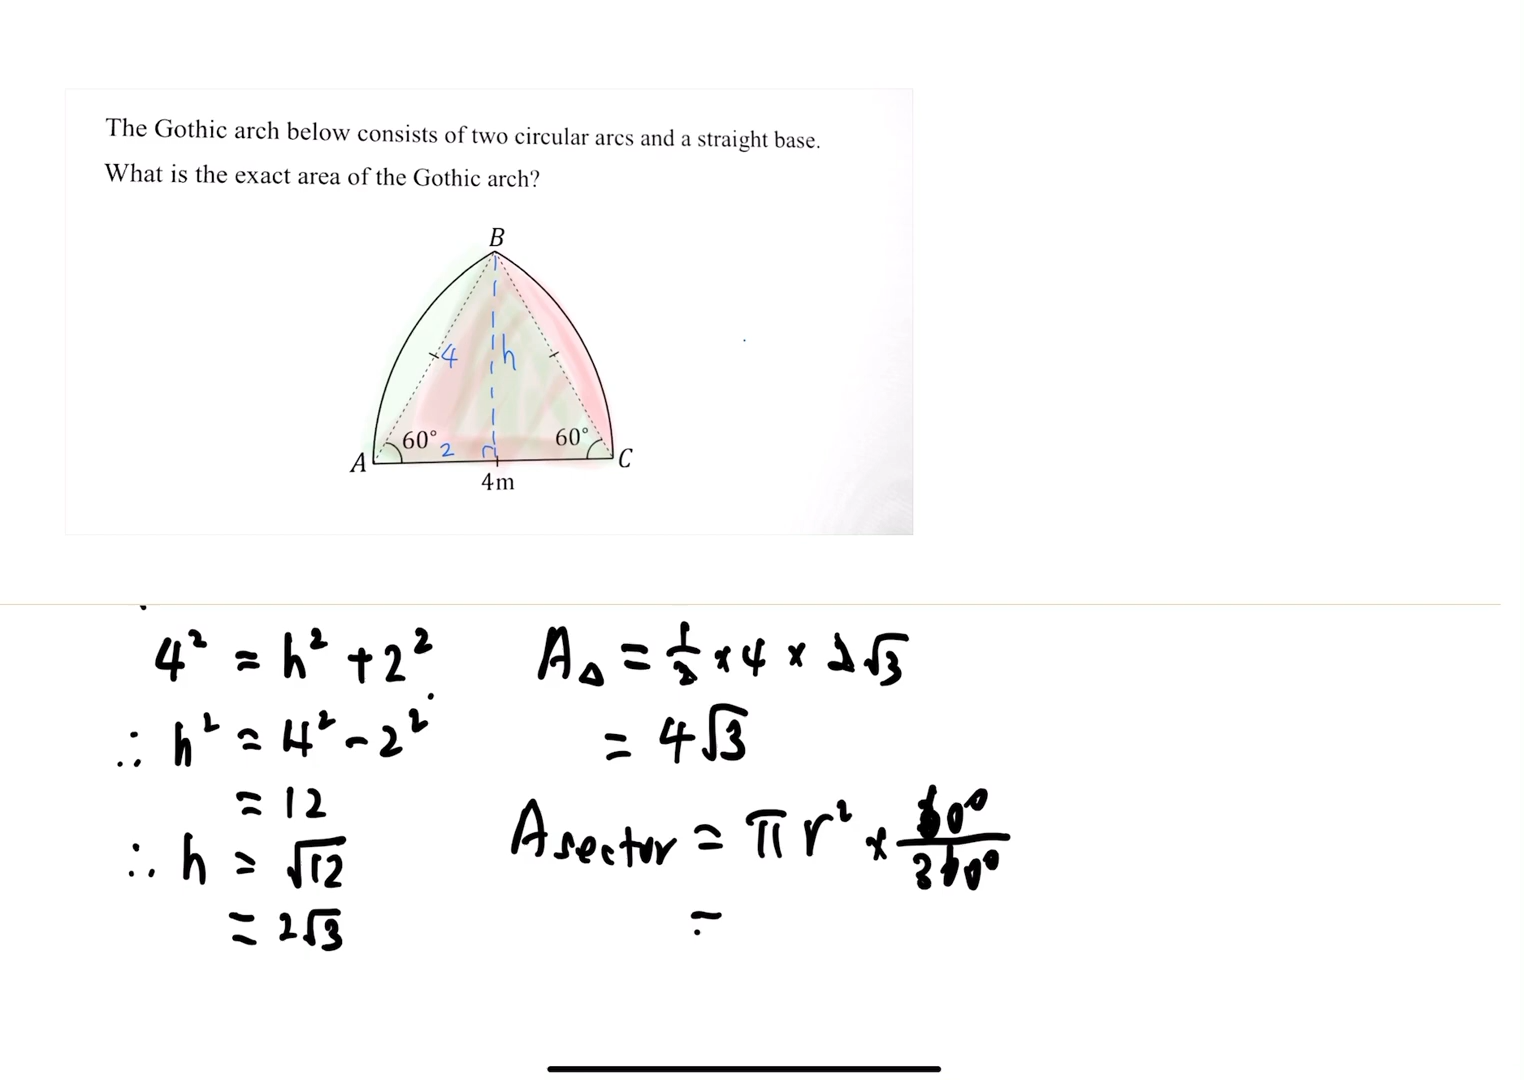 The Gothic arch below consists of two circular arcs and a straight base.
What is the exact area of the Gothic arch?
B
4 h
60° 2 60°
A C
4m
4² = h² + 2²
∴ h² = 4² - 2²
= 12
∴ h = √12
= 2√3
A△ = 1/2 × 4 × 2√3
= 4√3
A sector = πr² × 60°/360°
=